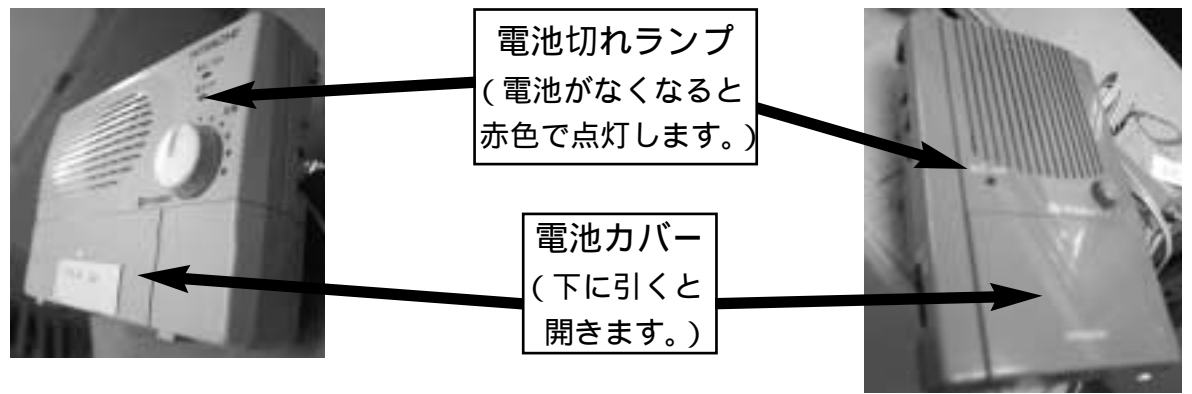 電池切れランプ
(電池がなくなると
赤色で点灯します。)
電池カバー
(下に引くと
開きます。)